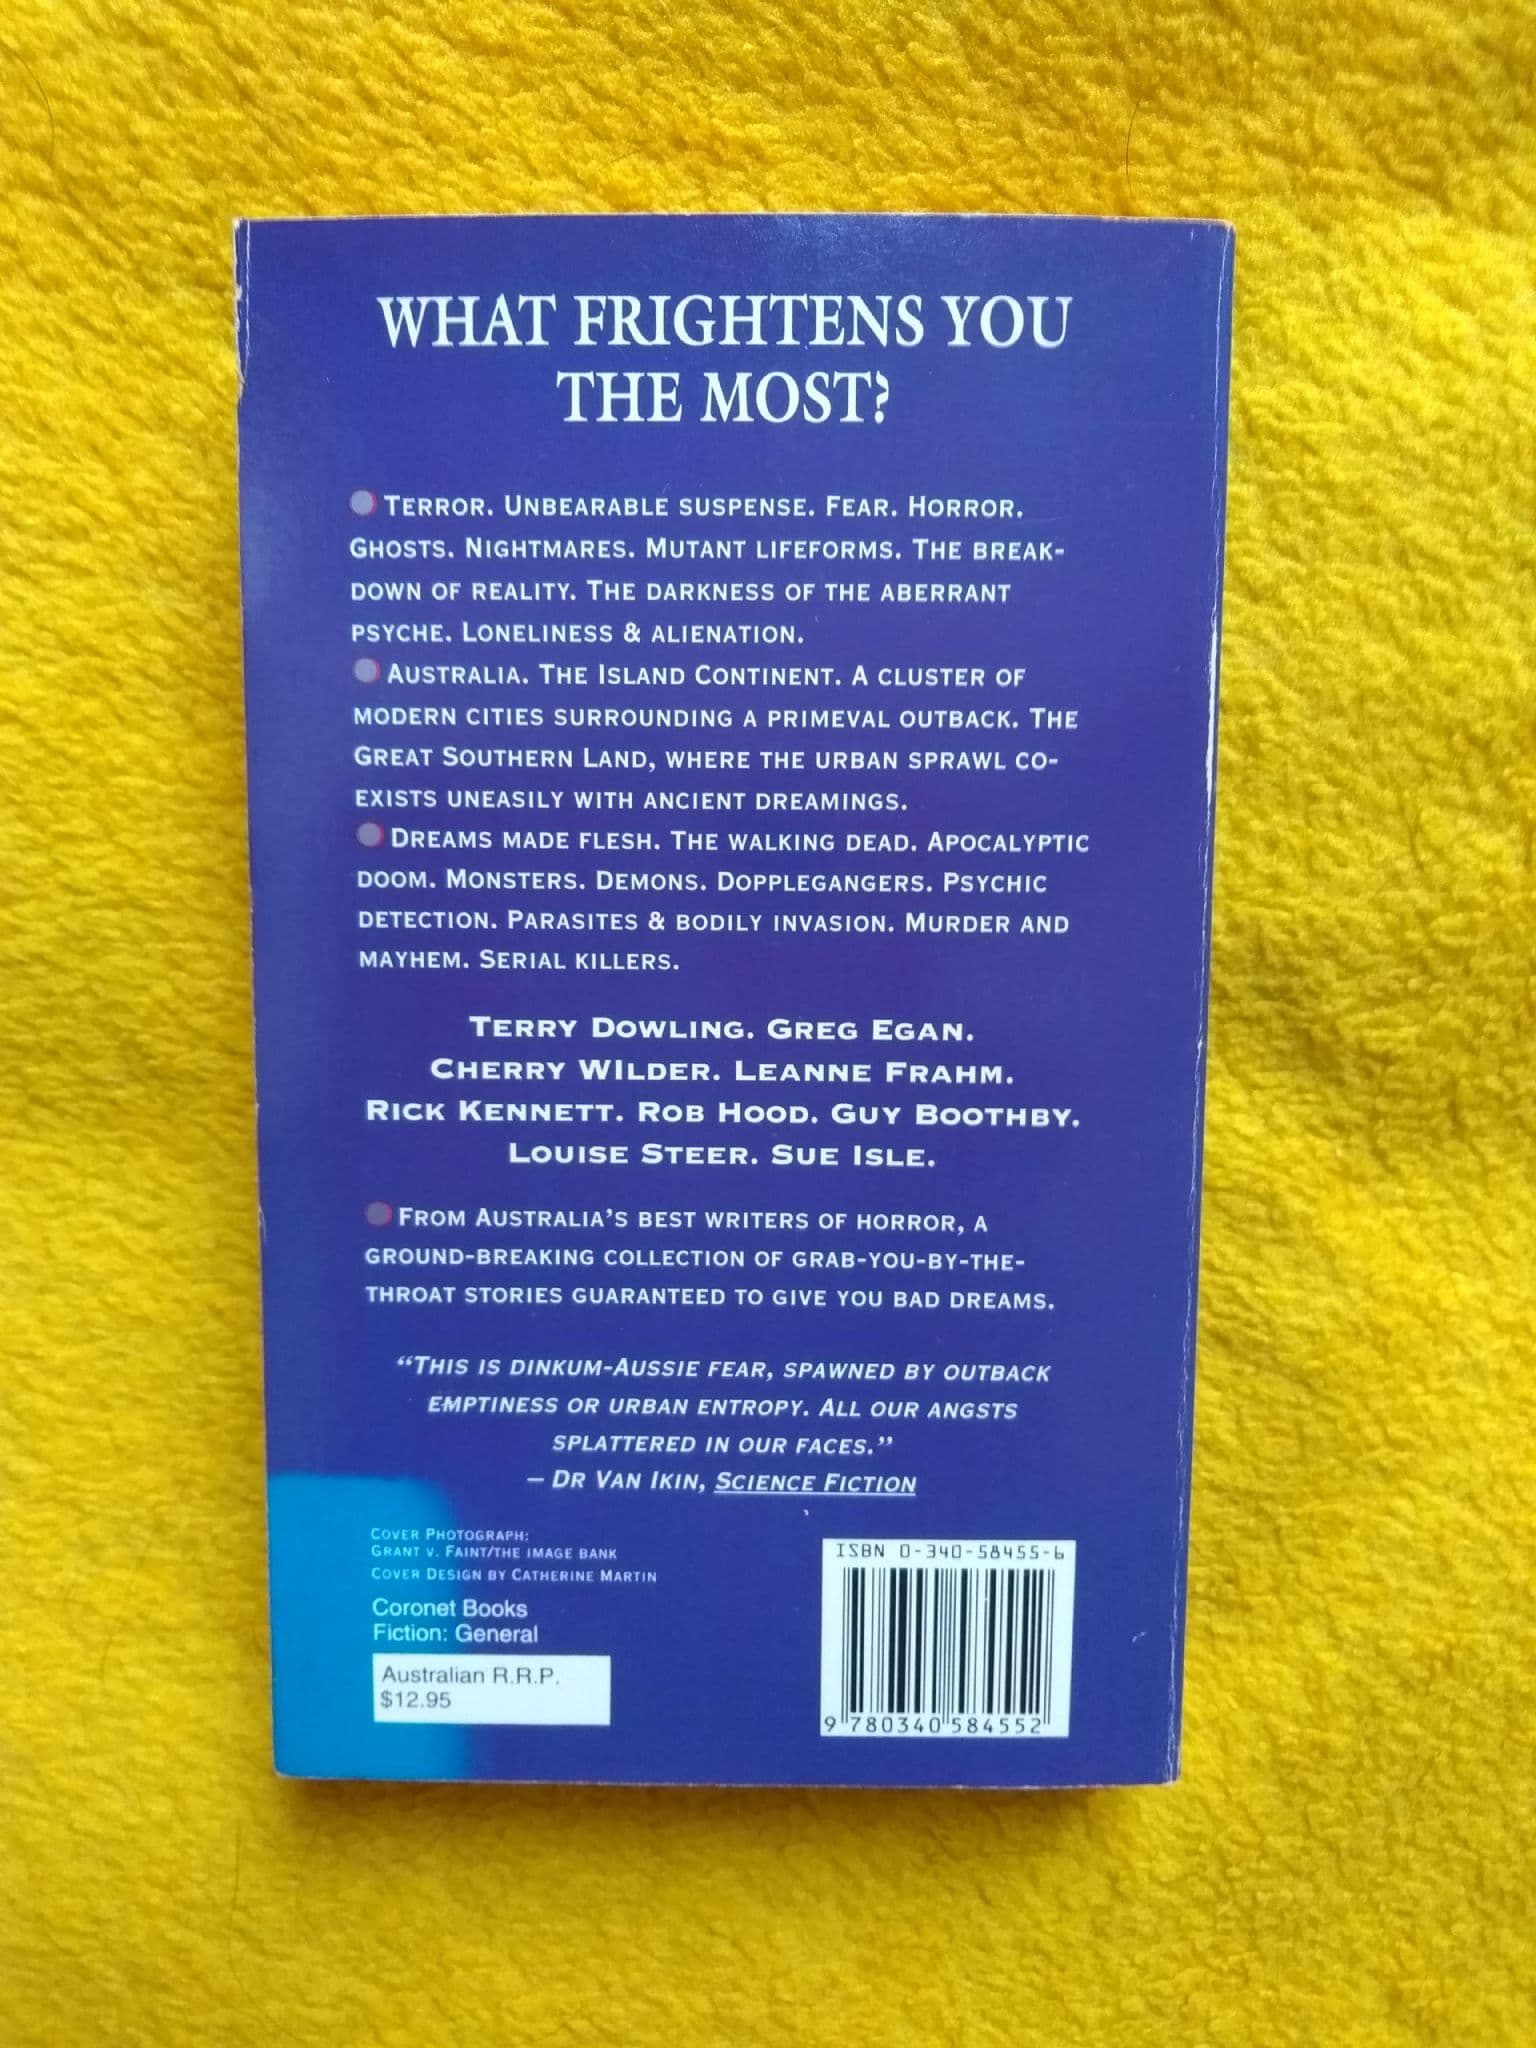 WHAT FRIGHTENS YOU
THE MOST?
TERROR. UNBEARABLE SUSPENSE. FEAR. HORROR.
GHOSTS. NIGHTMARES. MUTANT LIFEFORMS. THE BREAK-
DOWN OF REALITY. THE DARKNESS OF THE ABERRANT
PSYCHE. LONELINESS & ALIENATION.
AUSTRALIA. THE ISLAND CONTINENT. A CLUSTER OF
MODERN CITIES SURROUNDING A PRIMEVAL OUTBACK. THE
GREAT SOUTHERN LAND, WHERE THE URBAN SPRAWL CO-
EXISTS UNEASILY WITH ANCIENT DREAMINGS.
DREAMS MADE FLESH. THE WALKING DEAD. APOCALYPTIC
DOOM. MONSTERS. DEMONS. DOPPLEGANGERS. PSYCHIC
DETECTION. PARASITES & BODILY INVASION. MURDER AND
MAYHEM. SERIAL KILLERS.
TERRY DOWLING. GREG EGAN.
CHERRY WILDER. LEANNE FRAHM.
RICK KENNETT. ROB HOOD. GUY BOOTHBY.
LOUISE STEER. SUE ISLE.
FROM AUSTRALIA'S BEST WRITERS OF HORROR, A
GROUND-BREAKING COLLECTION OF GRAB-YOU-BY-THE-
THROAT STORIES GUARANTEED TO GIVE YOU BAD DREAMS.
"THIS IS DINKUM-AUSSIE FEAR, SPAWNED BY OUTBACK
EMPTINESS OR URBAN ENTROPY. ALL OUR ANGSTS
SPLATTERED IN OUR FACES."
– DR VAN IKIN, SCIENCE FICTION
COVER PHOTOGRAPH:
GRANT V. FAINT/THE IMAGE BANK
COVER DESIGN BY CATHERINE MARTIN
Coronet Books
Fiction: General
Australian R.R.P.
$12.95
ISBN 0-340-58455-6
9 780340 584552